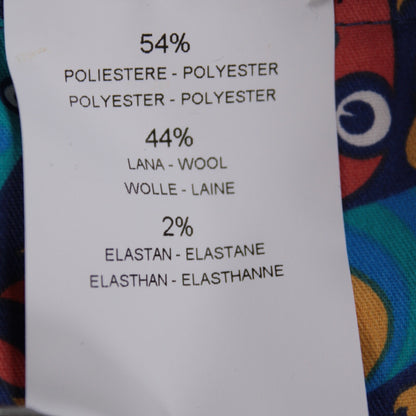 54%
POLIESTERE - POLYESTER
POLYESTER - POLYESTER
44%
LANA - WOOL
WOLLE - LAINE
2%
ELASTAN - ELASTANE
ELASTHAN - ELASTHANNE